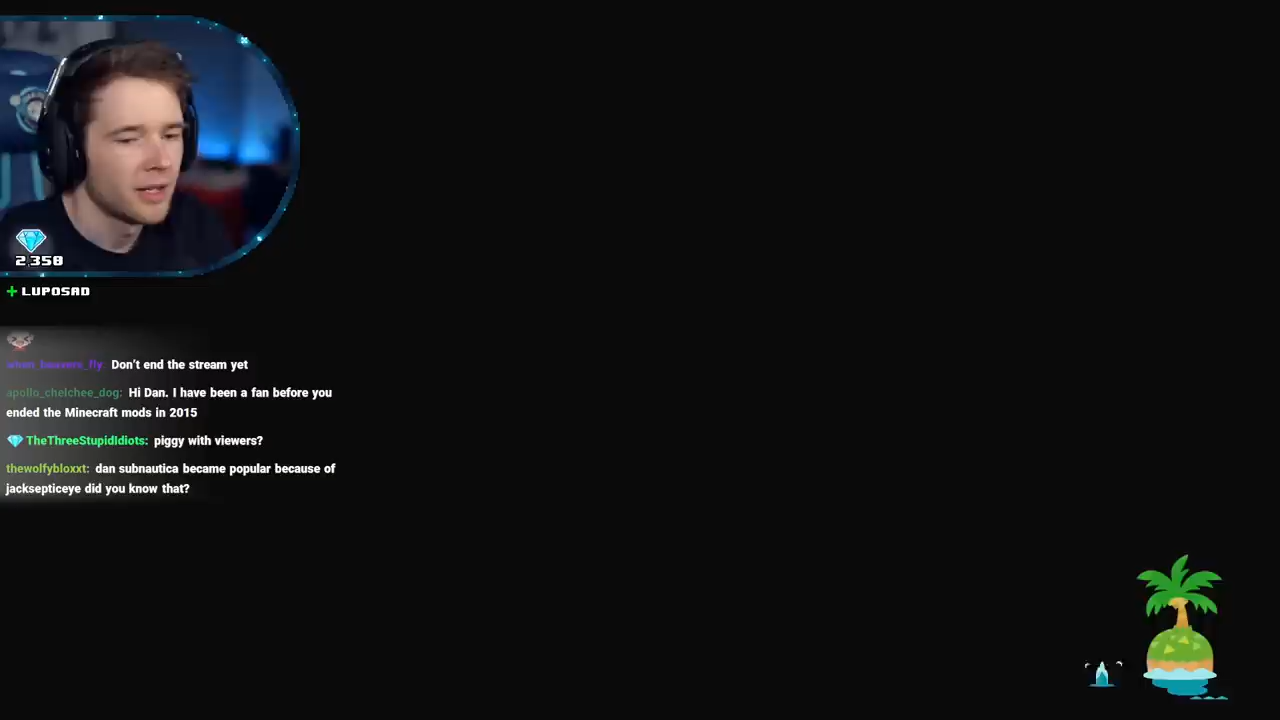 2,358
+ LUPOSAD
when_beavers_fly: Don't end the stream yet
apollo_chelchee_dog: Hi Dan. I have been a fan before you
ended the Minecraft mods in 2015
TheThreeStupidIdiots: piggy with viewers?
thewolfybloxxt: dan subnautica became popular because of
jacksepticeye did you know that?